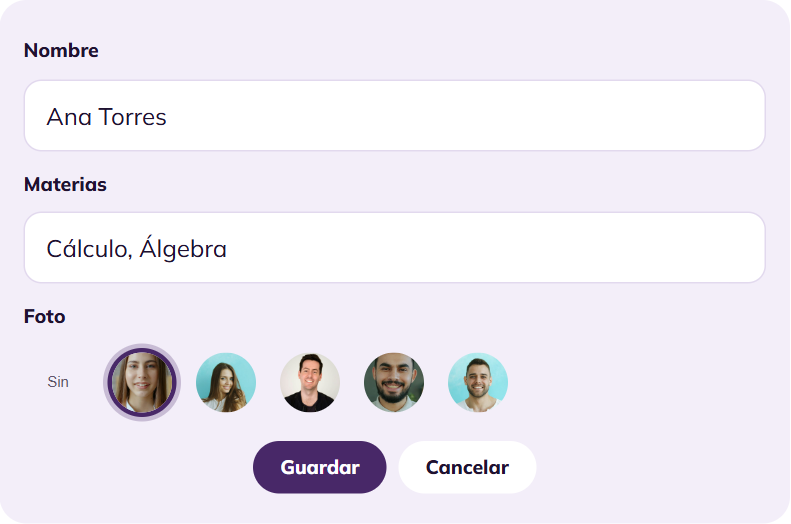 Nombre
Ana Torres
Materias
Cálculo, Álgebra
Foto
Sin
Guardar Cancelar